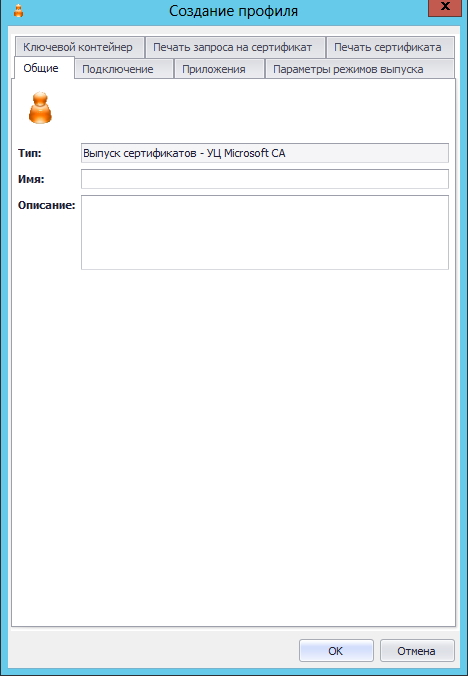 Создание профиля
x
Ключевой контейнер Печать запроса на сертификат Печать сертификата
Общие Подключение Приложения Параметры режимов выпуска
Тип: Выпуск сертификатов - УЦ Microsoft CA
Имя:
Описание:
OK Отмена